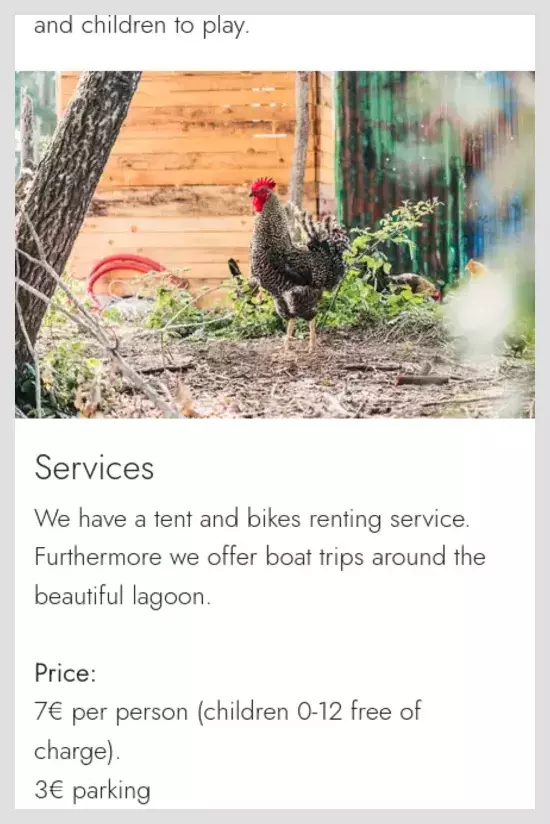 and children to play.
Services
We have a tent and bikes renting service.
Furthermore we offer boat trips around the
beautiful lagoon.
Price:
7€ per person (children 0-12 free of
charge).
3€ parking